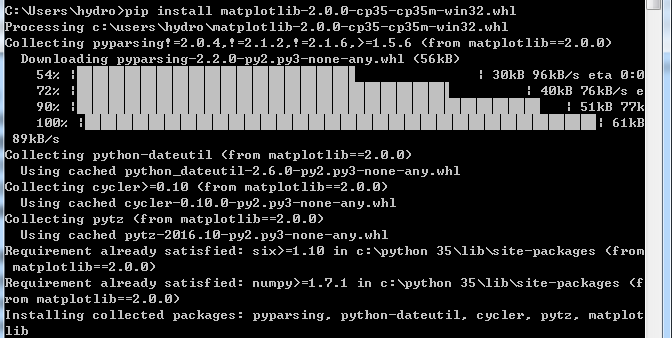 C:\Users\hydro>pip install matplotlib-2.0.0-cp35-cp35m-win32.whl
Processing c:\users\hydro\matplotlib-2.0.0-cp35-cp35m-win32.whl
Collecting pyparsing!=2.0.4,!=2.1.2,!=2.1.6,>=1.5.6 (from matplotlib==2.0.0)
  Downloading pyparsing-2.2.0-py2.py3-none-any.whl (56kB)
    54% | | 30kB 96kB/s eta 0:0
    72% | | 40kB 76kB/s e
    90% | | 51kB 77k
    100% | | 61kB
 89kB/s
Collecting python-dateutil (from matplotlib==2.0.0)
  Using cached python_dateutil-2.6.0-py2.py3-none-any.whl
Collecting cycler>=0.10 (from matplotlib==2.0.0)
  Using cached cycler-0.10.0-py2.py3-none-any.whl
Collecting pytz (from matplotlib==2.0.0)
  Using cached pytz-2016.10-py2.py3-none-any.whl
Requirement already satisfied: six>=1.10 in c:\python 35\lib\site-packages (from
 matplotlib==2.0.0)
Requirement already satisfied: numpy>=1.7.1 in c:\python 35\lib\site-packages (f
rom matplotlib==2.0.0)
Installing collected packages: pyparsing, python-dateutil, cycler, pytz, matplot
lib